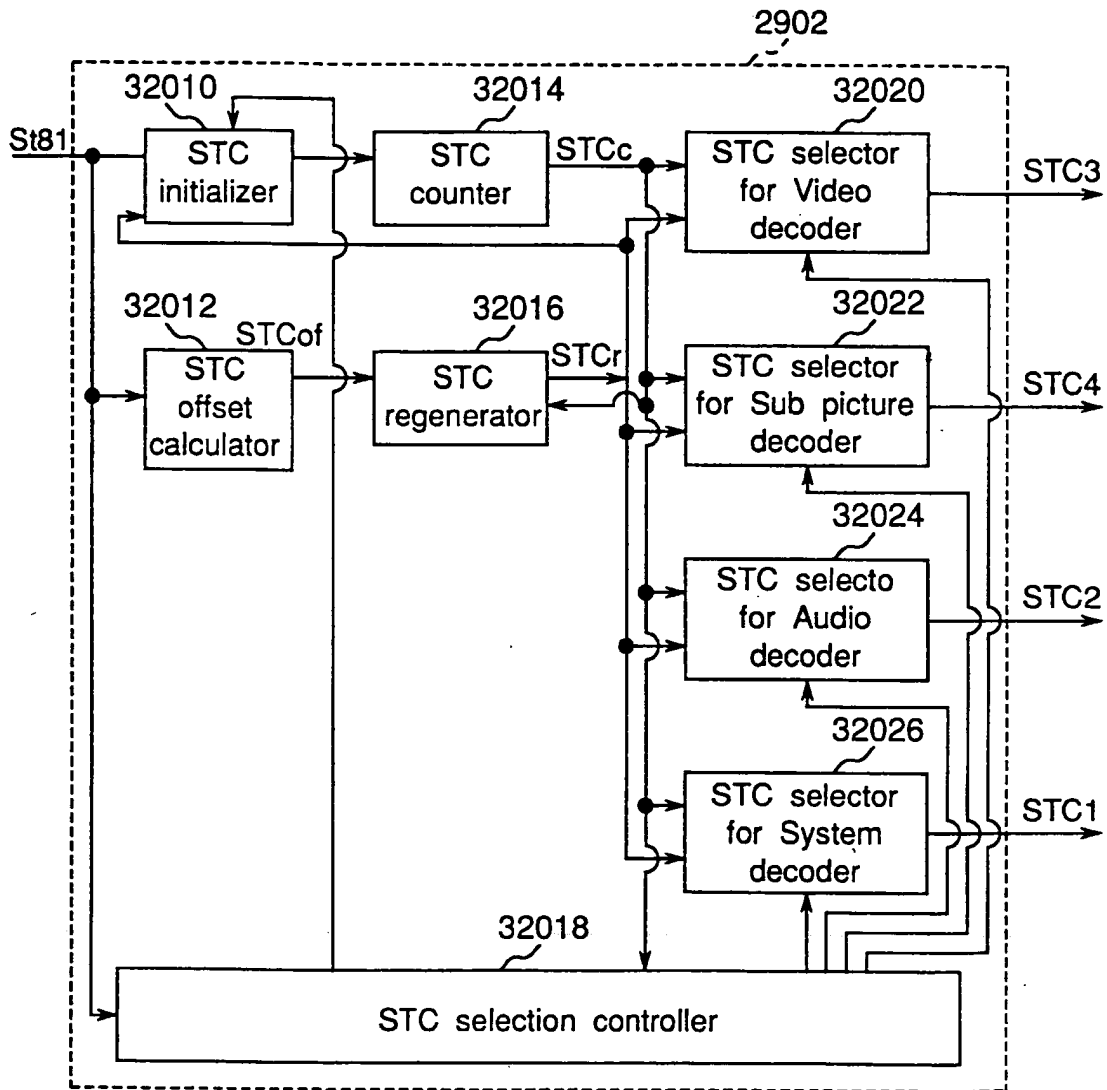 2902
32010
32014
32020
St81
STC
initializer
STC
counter
STCc
STC selector
for Video
decoder
STC3
32012
STCof
32016
STCr
32022
STC
offset
calculator
STC
regenerator
STC selector
for Sub picture
decoder
STC4
32024
STC selecto
for Audio
decoder
STC2
32026
STC selector
for System
decoder
STC1
32018
STC selection controller